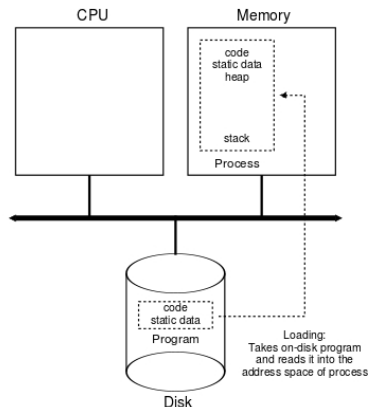 CPU
Memory
code
static data
heap
stack
Process
code
static data
Program
Disk
Loading:
Takes on-disk program
and reads it into the
address space of process